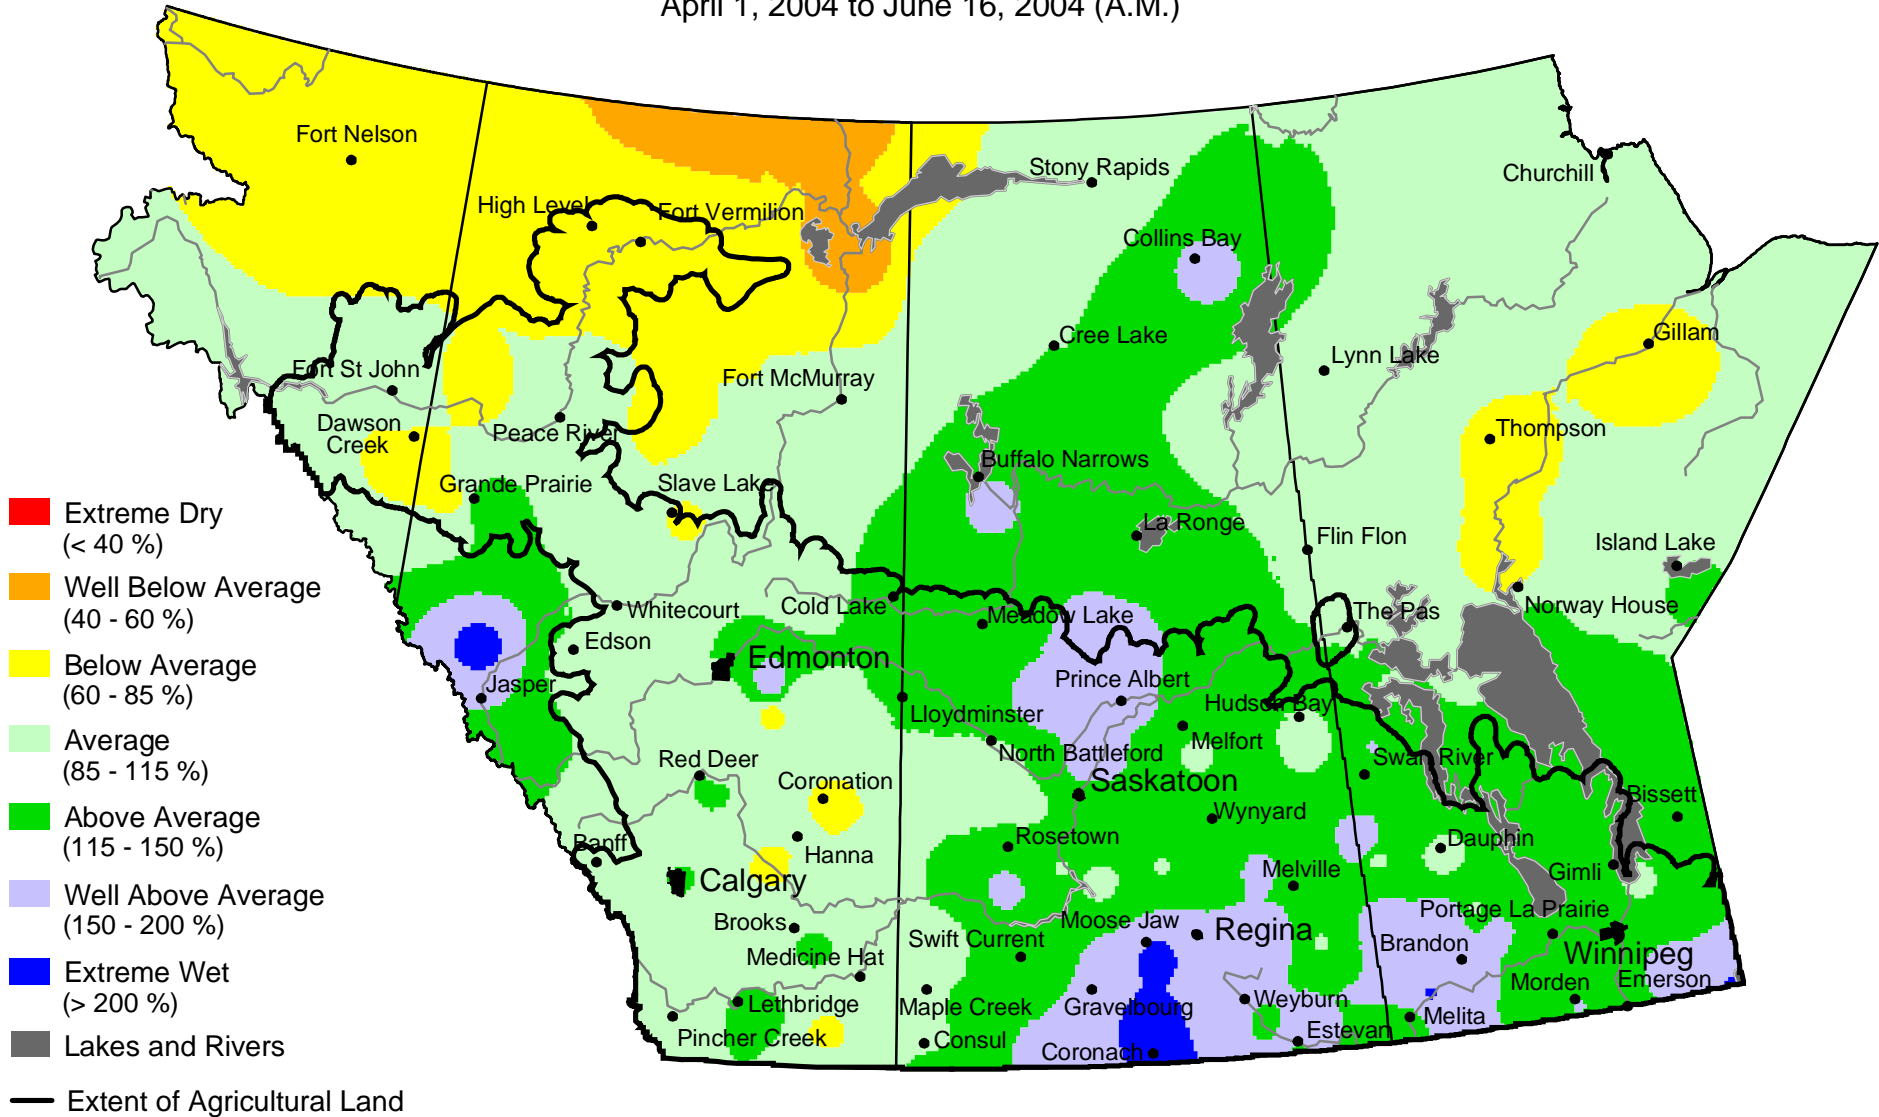 April 1, 2004 to June 16, 2004 (A.M.)
Fort Nelson
Stony Rapids
Churchill
High Level
Fort Vermilion
Collins Bay
Cree Lake
Gillam
Lynn Lake
Fort St John
Fort McMurray
Dawson
Creek
Peace River
Thompson
Buffalo Narrows
Grande Prairie
Slave Lake
La Ronge
Flin Flon
Island Lake
Whitecourt
Cold Lake
Meadow Lake
The Pas
Norway House
Edson
Edmonton
Jasper
Prince Albert
Hudson Bay
Lloydminster
North Battleford
Melfort
Swan River
Red Deer
Coronation
Saskatoon
Bissett
Wynyard
Banff
Hanna
Rosetown
Dauphin
Calgary
Melville
Gimli
Brooks
Moose Jaw
Regina
Portage La Prairie
Swift Current
Brandon
Winnipeg
Medicine Hat
Morden
Emerson
Lethbridge
Maple Creek
Gravelbourg
Weyburn
Melita
Pincher Creek
Consul
Coronach
Estevan
Extreme Dry
(< 40 %)
Well Below Average
(40 - 60 %)
Below Average
(60 - 85 %)
Average
(85 - 115 %)
Above Average
(115 - 150 %)
Well Above Average
(150 - 200 %)
Extreme Wet
(> 200 %)
Lakes and Rivers
Extent of Agricultural Land